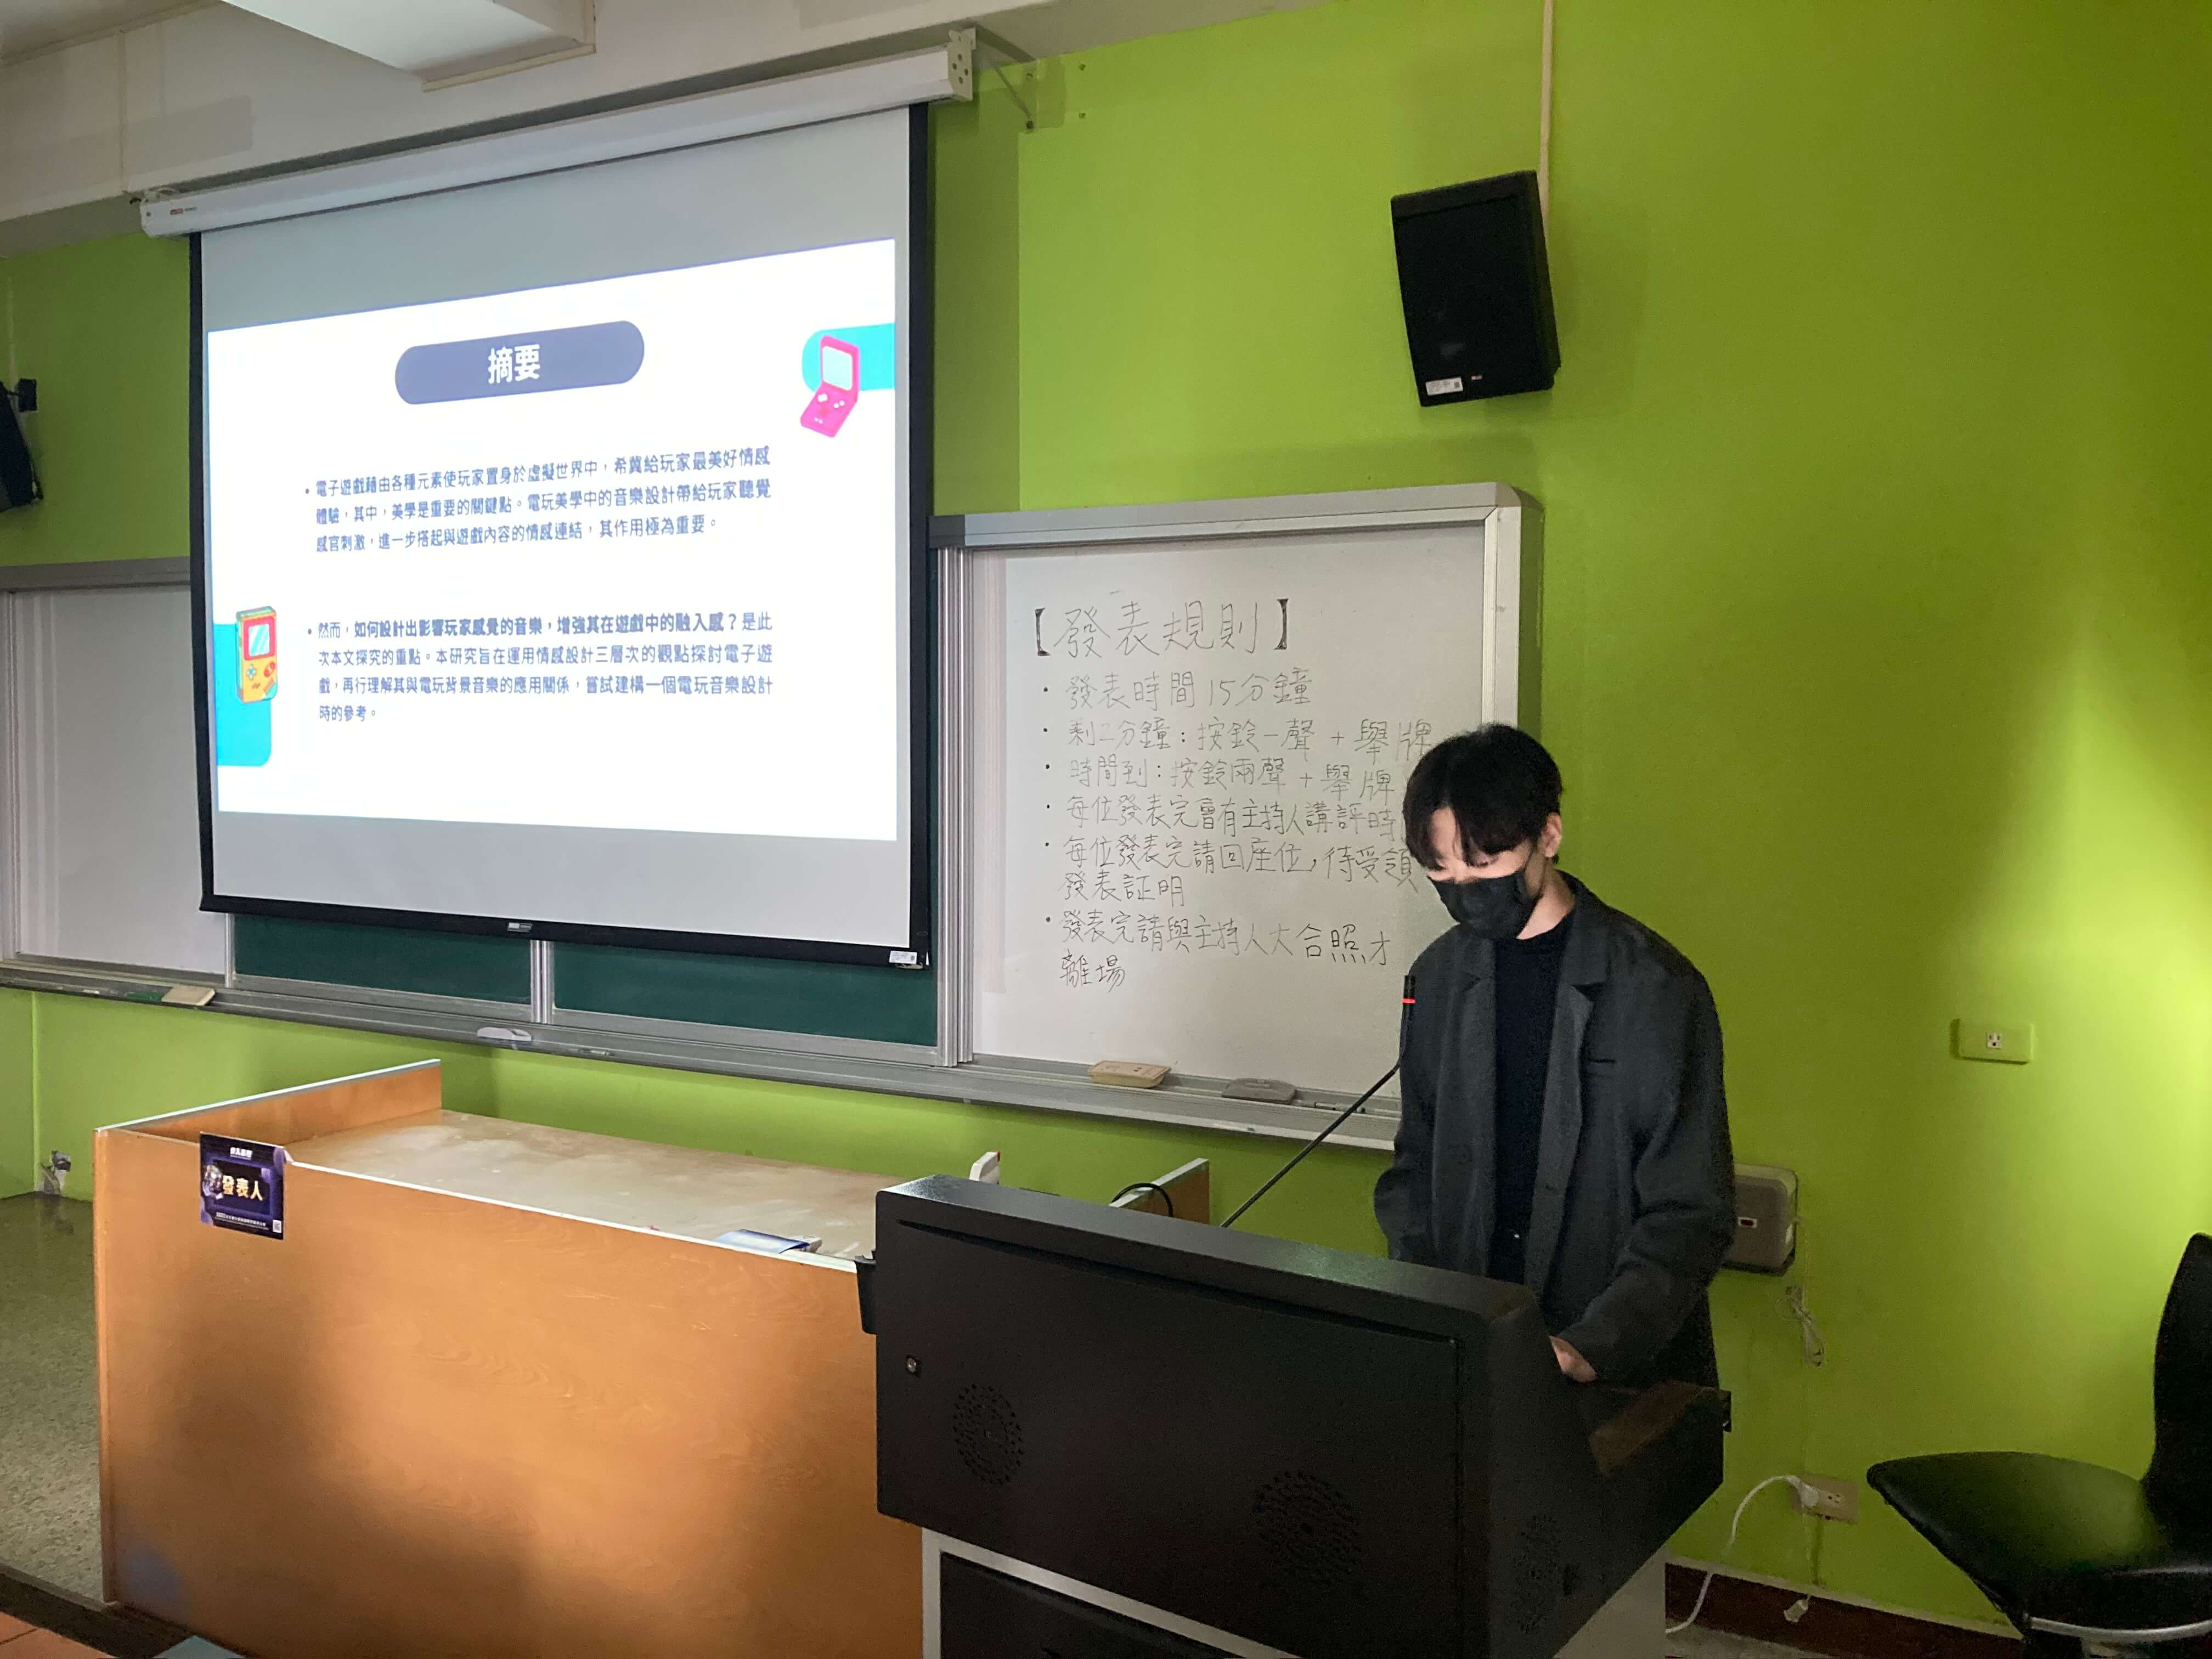 摘要
• 電子遊戲藉由各種元素使玩家置身於虛擬世界中，希冀給玩家最美好情感
體驗，其中，美學是重要的關鍵點。電玩美學中的音樂設計帶給玩家聽覺
感官刺激，進一步搭起與遊戲內容的情感連結，其作用極為重要。
• 然而，如何設計出影響玩家感覺的音樂，增強其在遊戲中的融入感？是此
次本文探究的重點。本研究旨在運用情感設計三層次的觀點探討電子遊
戲，再行理解其與電玩背景音樂的應用關係，嘗試建構一個電玩音樂設計
時的參考。
【發表規則】
• 發表時間 15分鐘
• 剩2分鐘：按鈴一聲 + 舉牌
• 時間到：按鈴兩聲 + 舉牌
• 每位發表完會有主持人講評時
• 每位發表完請回座位，待受領
發表証明
• 發表完請與主持人大合照才
離場
發表人